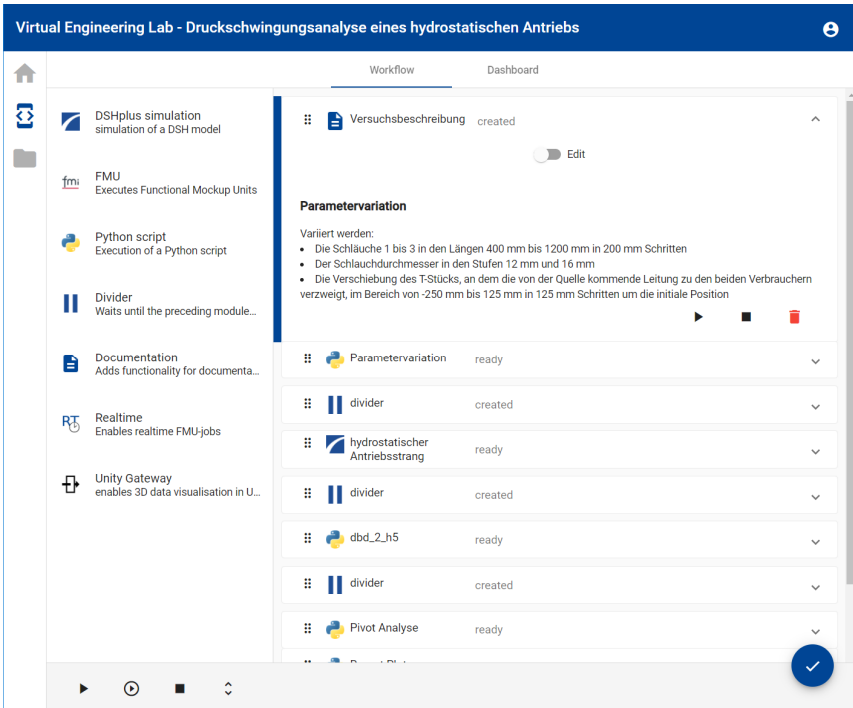 Virtual Engineering Lab - Druckschwingungsanalyse eines hydrostatischen Antriebs
Workflow
Dashboard
DSHplus simulation
simulation of a DSH model
fmi
FMU
Executes Functional Mockup Units
Python script
Execution of a Python script
Divider
Waits until the preceding module...
Documentation
Adds functionality for documenta...
RT
Realtime
Enables realtime FMU-jobs
Unity Gateway
enables 3D data visualisation in U...
Versuchsbeschreibung created
Edit
Parametervariation
Variiert werden:
• Die Schläuche 1 bis 3 in den Längen 400 mm bis 1200 mm in 200 mm Schritten
• Der Schlauchdurchmesser in den Stufen 12 mm und 16 mm
• Die Verschiebung des T-Stücks, an dem die von der Quelle kommende Leitung zu den beiden Verbrauchern
verzweigt, im Bereich von -250 mm bis 125 mm in 125 mm Schritten um die initiale Position
Parametervariation ready
divider created
hydrostatischer
Antriebsstrang ready
divider created
dbd_2_h5 ready
divider created
Pivot Analyse ready